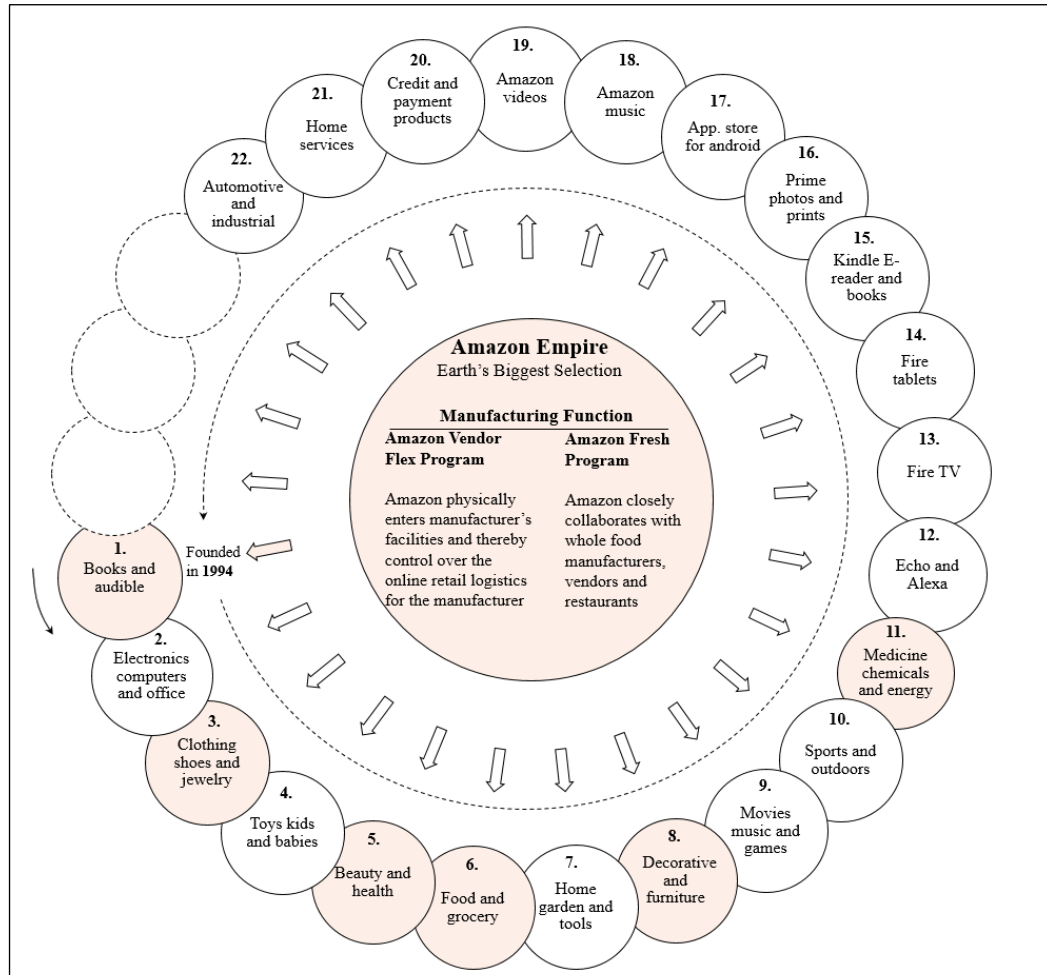 Amazon Empire
Earth's Biggest Selection
Manufacturing Function
Amazon Vendor
Flex Program
Amazon physically
enters manufacturer's
facilities and thereby
control over the
online retail logistics
for the manufacturer
Amazon Fresh
Program
Amazon closely
collaborates with
whole food
manufacturers,
vendors and
restaurants
Founded
in 1994
1.
Books and
audible
2.
Electronics
computers
and office
3.
Clothing
shoes and
jewelry
4.
Toys kids
and babies
5.
Beauty and
health
6.
Food and
grocery
7.
Home
garden and
tools
8.
Decorative
and
furniture
9.
Movies
music and
games
10.
Sports and
outdoors
11.
Medicine
chemicals
and energy
12.
Echo and
Alexa
13.
Fire TV
14.
Fire
tablets
15.
Kindle E-
reader and
books
16.
Prime
photos and
prints
17.
App. store
for android
18.
Amazon
music
19.
Amazon
videos
20.
Credit and
payment
products
21.
Home
services
22.
Automotive
and
industrial